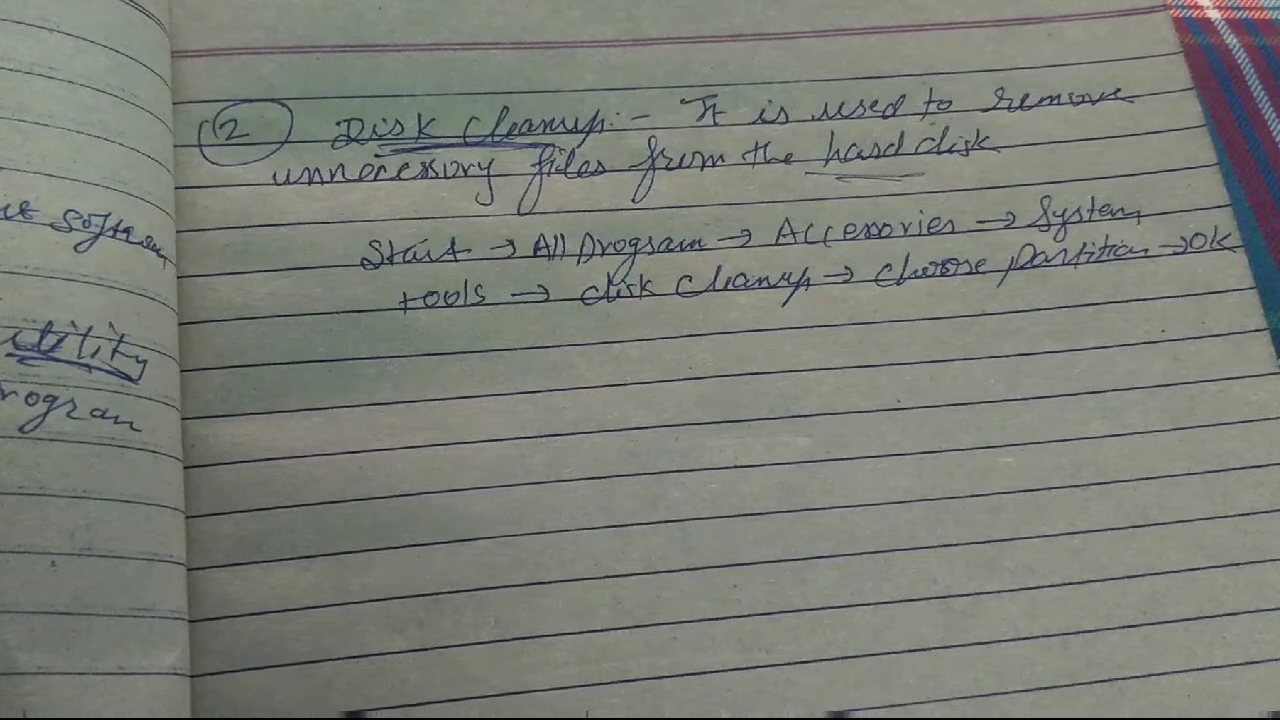 software
utility
program
(2) Disk Cleanup:- It is used to remove
unnecessory files from the hard disk
Start → All Program → Accessories → System
tools → disk cleanup → choose partition → OK